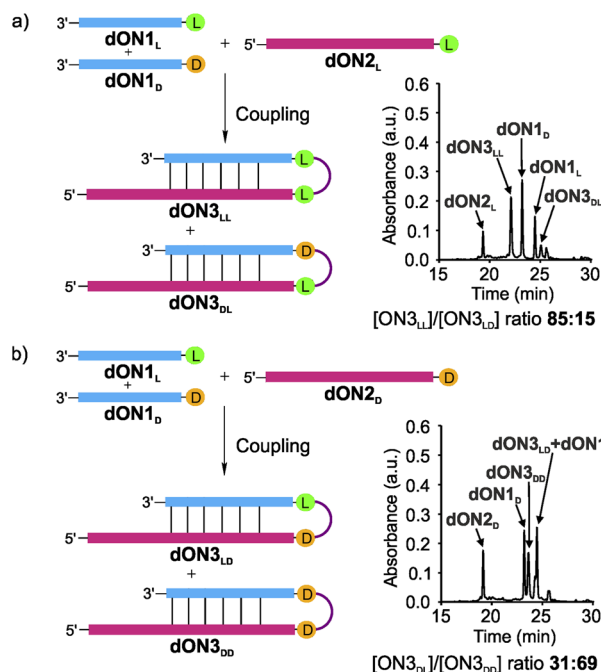 a)
3'- L
dON1L
+
3'- D
dON1D
+
5'- L
dON2L
Coupling
3'- L
5'- L
dON3LL
+
3'- D
5'- L
dON3DL
Absorbance (a.u.)
0.6
0.5
0.4
0.3
0.2
0.1
0.0
dON1D
dON3LL
dON1L
dON2L
dON3DL
15 20 25 30
Time (min)
[ON3LL]/[ON3LD] ratio 85:15
b)
3'- L
dON1L
+
3'- D
dON1D
+
5'- D
dON2D
Coupling
3'- L
5'- D
dON3LD
+
3'- D
5'- D
dON3DD
Absorbance (a.u.)
0.6
0.5
0.4
0.3
0.2
0.1
0.0
dON3LD+dON1
dON3DD
dON1D
dON2D
15 20 25 30
Time (min)
[ON3DL]/[ON3DD] ratio 31:69